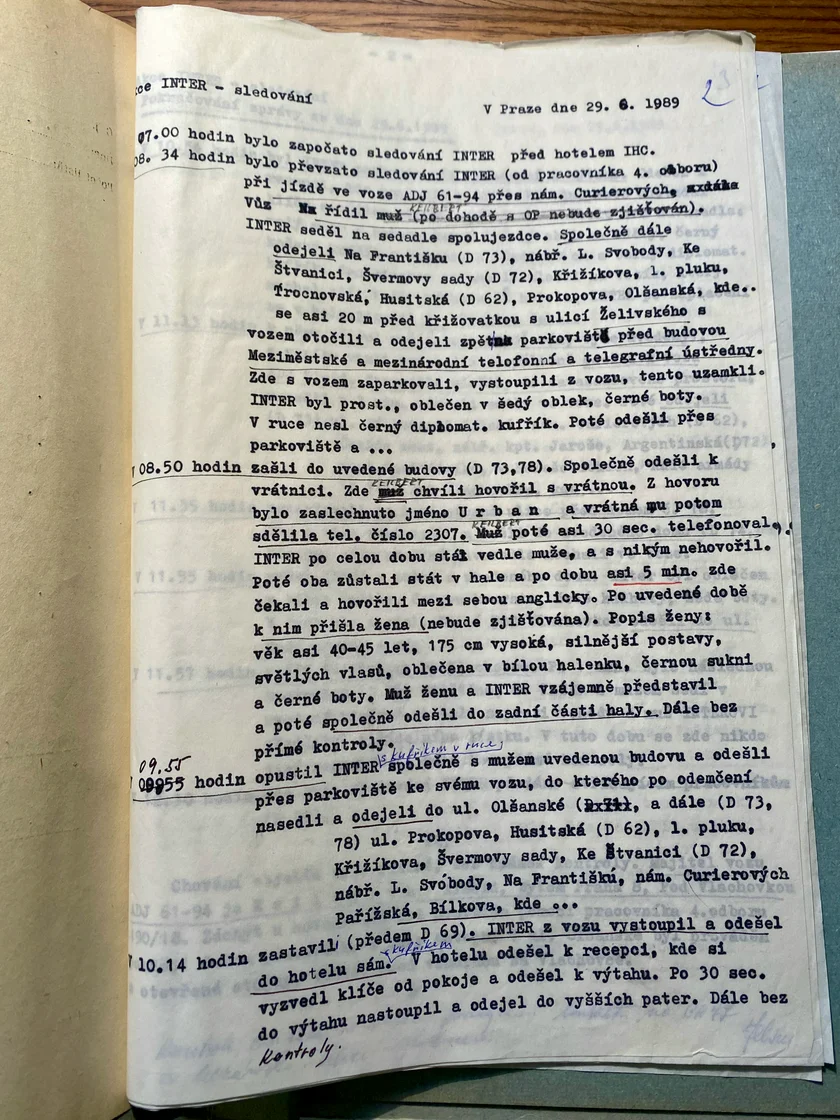 ce INTER - sledování
V Praze dne 29. 6. 1989
2
07.00 hodin bylo započato sledování INTER před hotelem IHC.
08. 34 hodin bylo převzato sledování INTER (od pracovníka 4. odboru)
při jízdě ve voze ADJ 61-94 přes nám. Curierových,
KERBERT
Vůz řídil muž (po dohodě s OP nebude zjišťován).
INTER seděl na sedadle spolujezdce. Společně dále
odejeli Na Františku (D 73), nábř. L. Svobody, Ke
Štvanici, Švermovy sady (D 72), Křižíkova, 1. pluku,
Trocnovská, Husitská (D 62), Prokopova, Olšanská, kde..
se asi 20 m před křižovatkou s ulicí Želivského s
vozem otočili a odejeli zpět parkoviště před budovou
Meziměstské a mezinárodní telofonní a telegrafní ústředny.
Zde s vozem zaparkovali, vystoupili z vozu, tento uzamkli.
INTER byl prost., oblečen v šedý oblek, černé boty.
V ruce nesl černý diplomat. kufřík. Poté odešli přes
parkoviště a ...
V 08.50 hodin zašli do uvedené budovy (D 73,78). Společně odešli k
KERBERT
vrátnici. Zde muž chvíli hovořil s vrátnou. Z hovoru
bylo zaslechnuto jméno U r b a n a vrátná mu potom
KERBERT
sdělila tel. číslo 2307. Muž poté asi 30 sec. telefonoval.
INTER po celou dobu stál vedle muže, a s nikým nehovořil.
Poté oba zůstali stát v hale a po dobu asi 5 min. zde
čekali a hovořili mezi sebou anglicky. Po uvedené době
k nim přišla žena (nebude zjištována). Popis ženy:
věk asi 40-45 let, 175 cm vysoká, silnější postavy,
světlých vlasů, oblečena v bílou halenku, černou sukni
a černé boty. Muž ženu a INTER vzájemně představil
a poté společně odešli do zadní části haly. Dále bez
přímé kontroly.
s kufříkem v ruce
09.55
V 0955 hodin opustil INTER společně s mužem uvedenou budovu a odešli
přes parkoviště ke svému vozu, do kterého po odemčení
nasedli a odejeli do ul. Olšanské (), a dále (D 73,
78) ul. Prokopova, Husitská (D 62), 1. pluku,
Křižíkova, Švermovy sady, Ke Štvanici (D 72),
nábř. L. Svobody, Na Františkú, nám. Curierových
Pařížská, Bílkova, kde ...
V 10.14 hodin zastavili (předem D 69). INTER z vozu vystoupil a odešel
s kufříkem
do hotelu sám. V hotelu odešel k recepci, kde si
vyzvedl klíče od pokoje a odešel k výtahu. Po 30 sec.
do výtahu nastoupil a odejel do vyšších pater. Dále bez
kontroly.